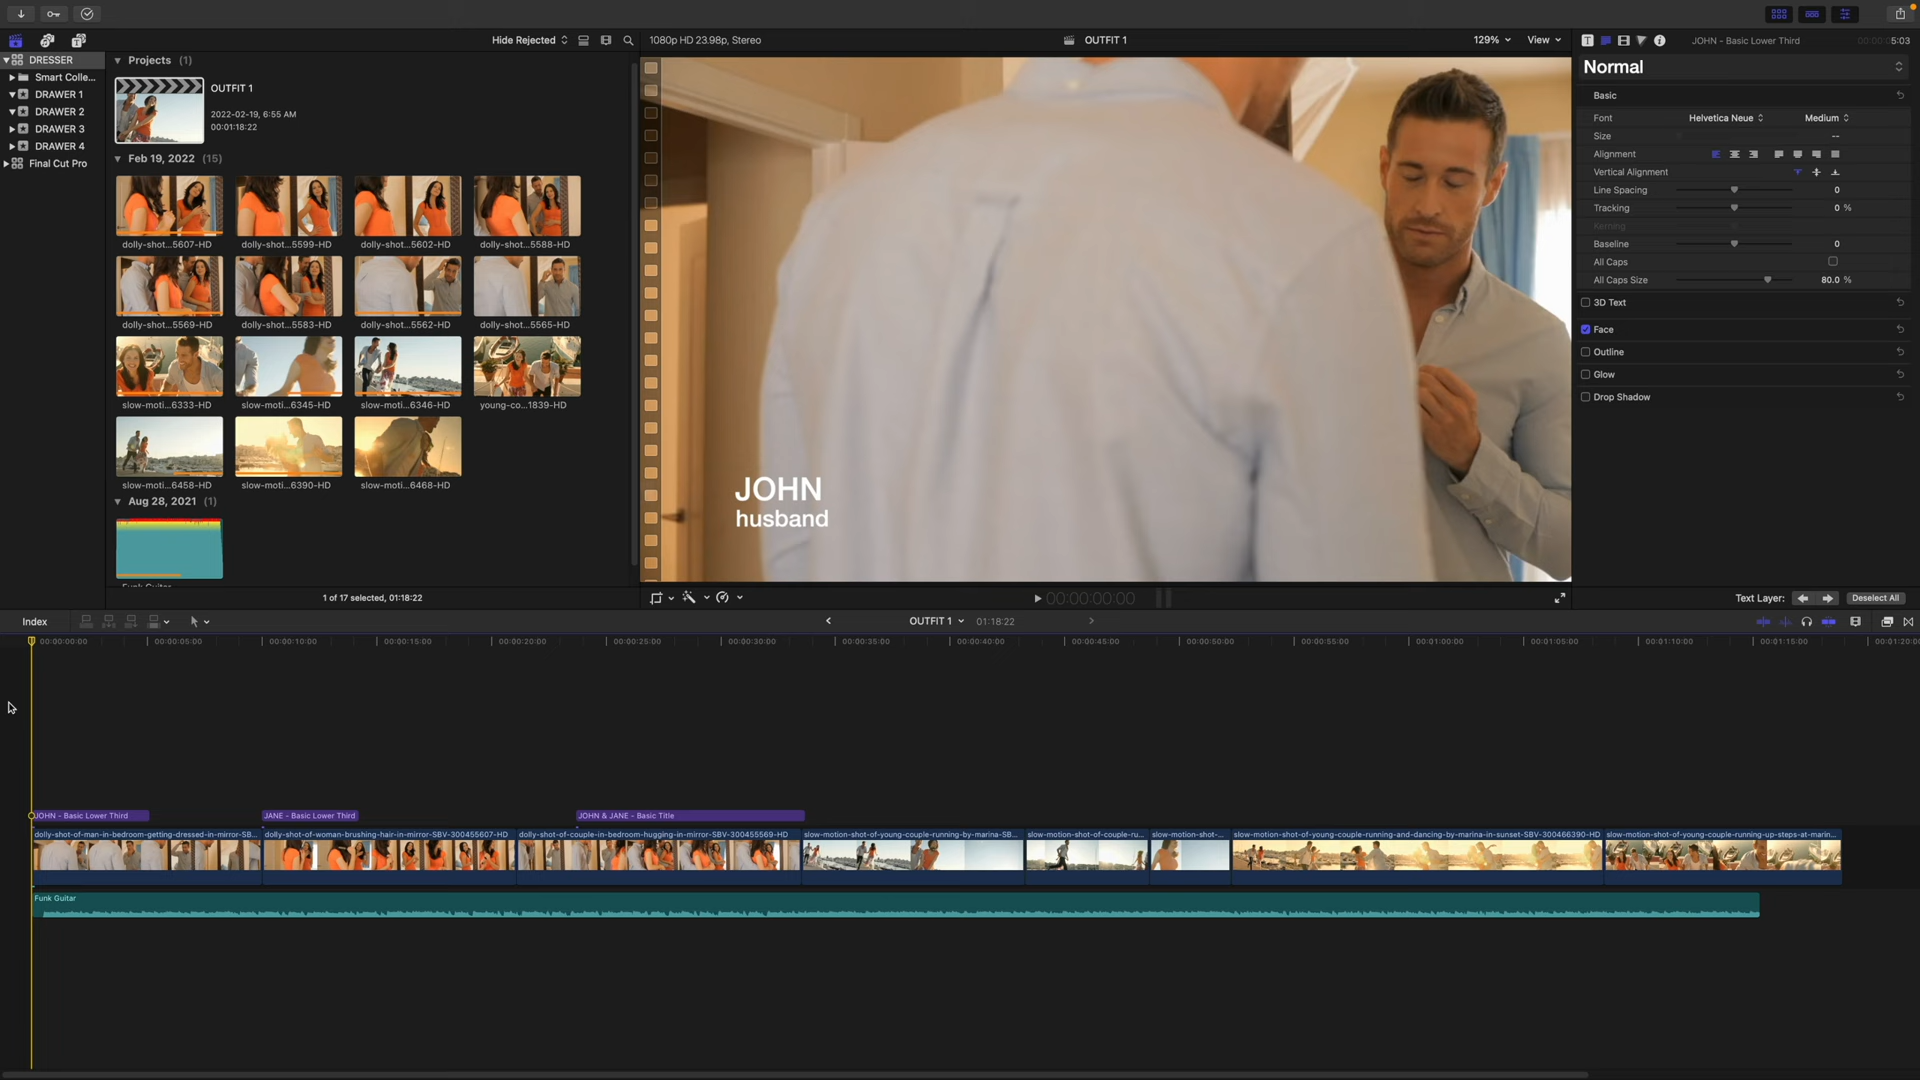 Hide Rejected
1080p HD 23.98p, Stereo
OUTFIT 1
129%
View
JOHN - Basic Lower Third
5:03
DRESSER
Smart Colle...
DRAWER 1
DRAWER 2
DRAWER 3
DRAWER 4
Final Cut Pro
Projects (1)
OUTFIT 1
2022-02-19, 6:55 AM
00:01:18:22
Feb 19, 2022 (15)
dolly-shot...5607-HD
dolly-shot...5599-HD
dolly-shot...5602-HD
dolly-shot...5588-HD
dolly-shot...5569-HD
dolly-shot...5583-HD
dolly-shot...5562-HD
dolly-shot...5565-HD
slow-moti...6333-HD
slow-moti...6345-HD
slow-moti...6346-HD
young-co...1839-HD
slow-moti...6458-HD
slow-moti...6390-HD
slow-moti...6468-HD
Aug 28, 2021 (1)
1 of 17 selected, 01:18:22
JOHN
husband
00:00:00:00
Normal
Basic
Font Helvetica Neue Medium
Size --
Alignment
Vertical Alignment
Line Spacing 0
Tracking 0 %
Kerning
Baseline 0
All Caps
All Caps Size 80.0 %
3D Text
Face
Outline
Glow
Drop Shadow
Text Layer: Deselect All
Index
OUTFIT 1 01:18:22
00:00:00:00 00:00:05:00 00:00:10:00 00:00:15:00 00:00:20:00 00:00:25:00 00:00:30:00 00:00:35:00 00:00:40:00 00:00:45:00 00:00:50:00 00:00:55:00 00:01:00:00 00:01:05:00 00:01:10:00 00:01:15:00 00:01:20:00
JOHN - Basic Lower Third
JANE - Basic Lower Third
JOHN & JANE - Basic Title
dolly-shot-of-man-in-bedroom-getting-dressed-in-mirror-SB...
dolly-shot-of-woman-brushing-hair-in-mirror-SBV-300455607-HD
dolly-shot-of-couple-in-bedroom-hugging-in-mirror-SBV-300455569-HD
slow-motion-shot-of-young-couple-running-by-marina-SB...
slow-motion-shot-of-couple-ru...
slow-motion-shot-...
slow-motion-shot-of-young-couple-running-and-dancing-by-marina-in-sunset-SBV-300466390-HD
slow-motion-shot-of-young-couple-running-up-steps-at-marin...
Funk Guitar